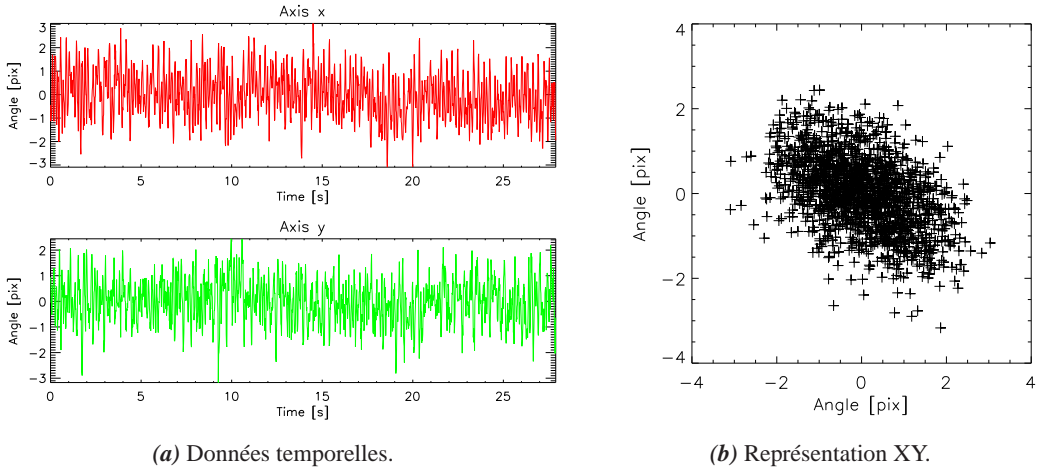 Axis x
Angle [pix]
3
2
1
0
−1
−2
−3
0 5 10 15 20 25
Time [s]
Axis y
Angle [pix]
2
1
0
−1
2
−3
0 5 10 15 20 25
Time [s]
(a) Données temporelles.
Angle [pix]
4
2
0
−2
−4
−4 −2 0 2 4
Angle [pix]
(b) Représentation XY.